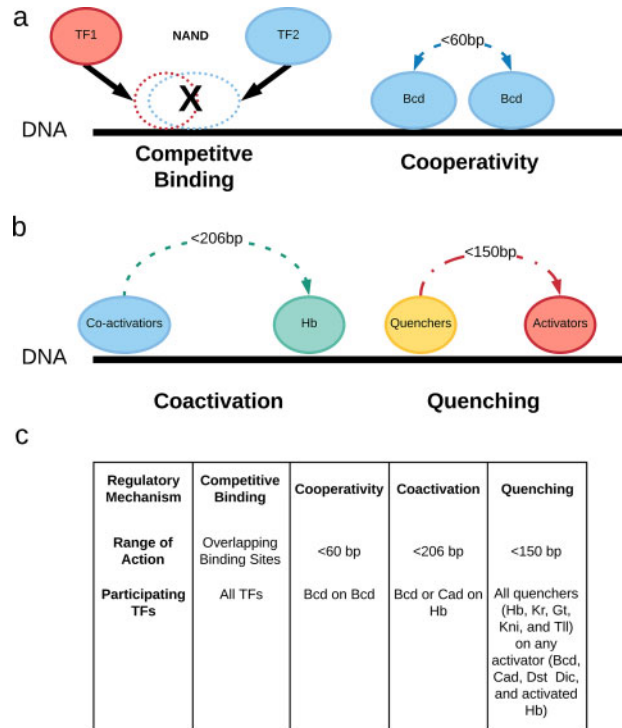 a
TF1
NAND
TF2
<60bp
X
Bcd
Bcd
DNA
Competitve
Binding
Cooperativity
b
<206bp
<150bp
Co-activatiors
Hb
Quenchers
Activators
DNA
Coactivation
Quenching
c
Regulatory
Mechanism
Competitive
Binding
Cooperativity
Coactivation
Quenching
Range of
Action
Overlapping
Binding Sites
<60 bp
<206 bp
<150 bp
Participating
TFs
All TFs
Bcd on Bcd
Bcd or Cad on
Hb
All quenchers
(Hb, Kr, Gt,
Kni, and Tll)
on any
activator (Bcd,
Cad, Dst Dic,
and activated
Hb)